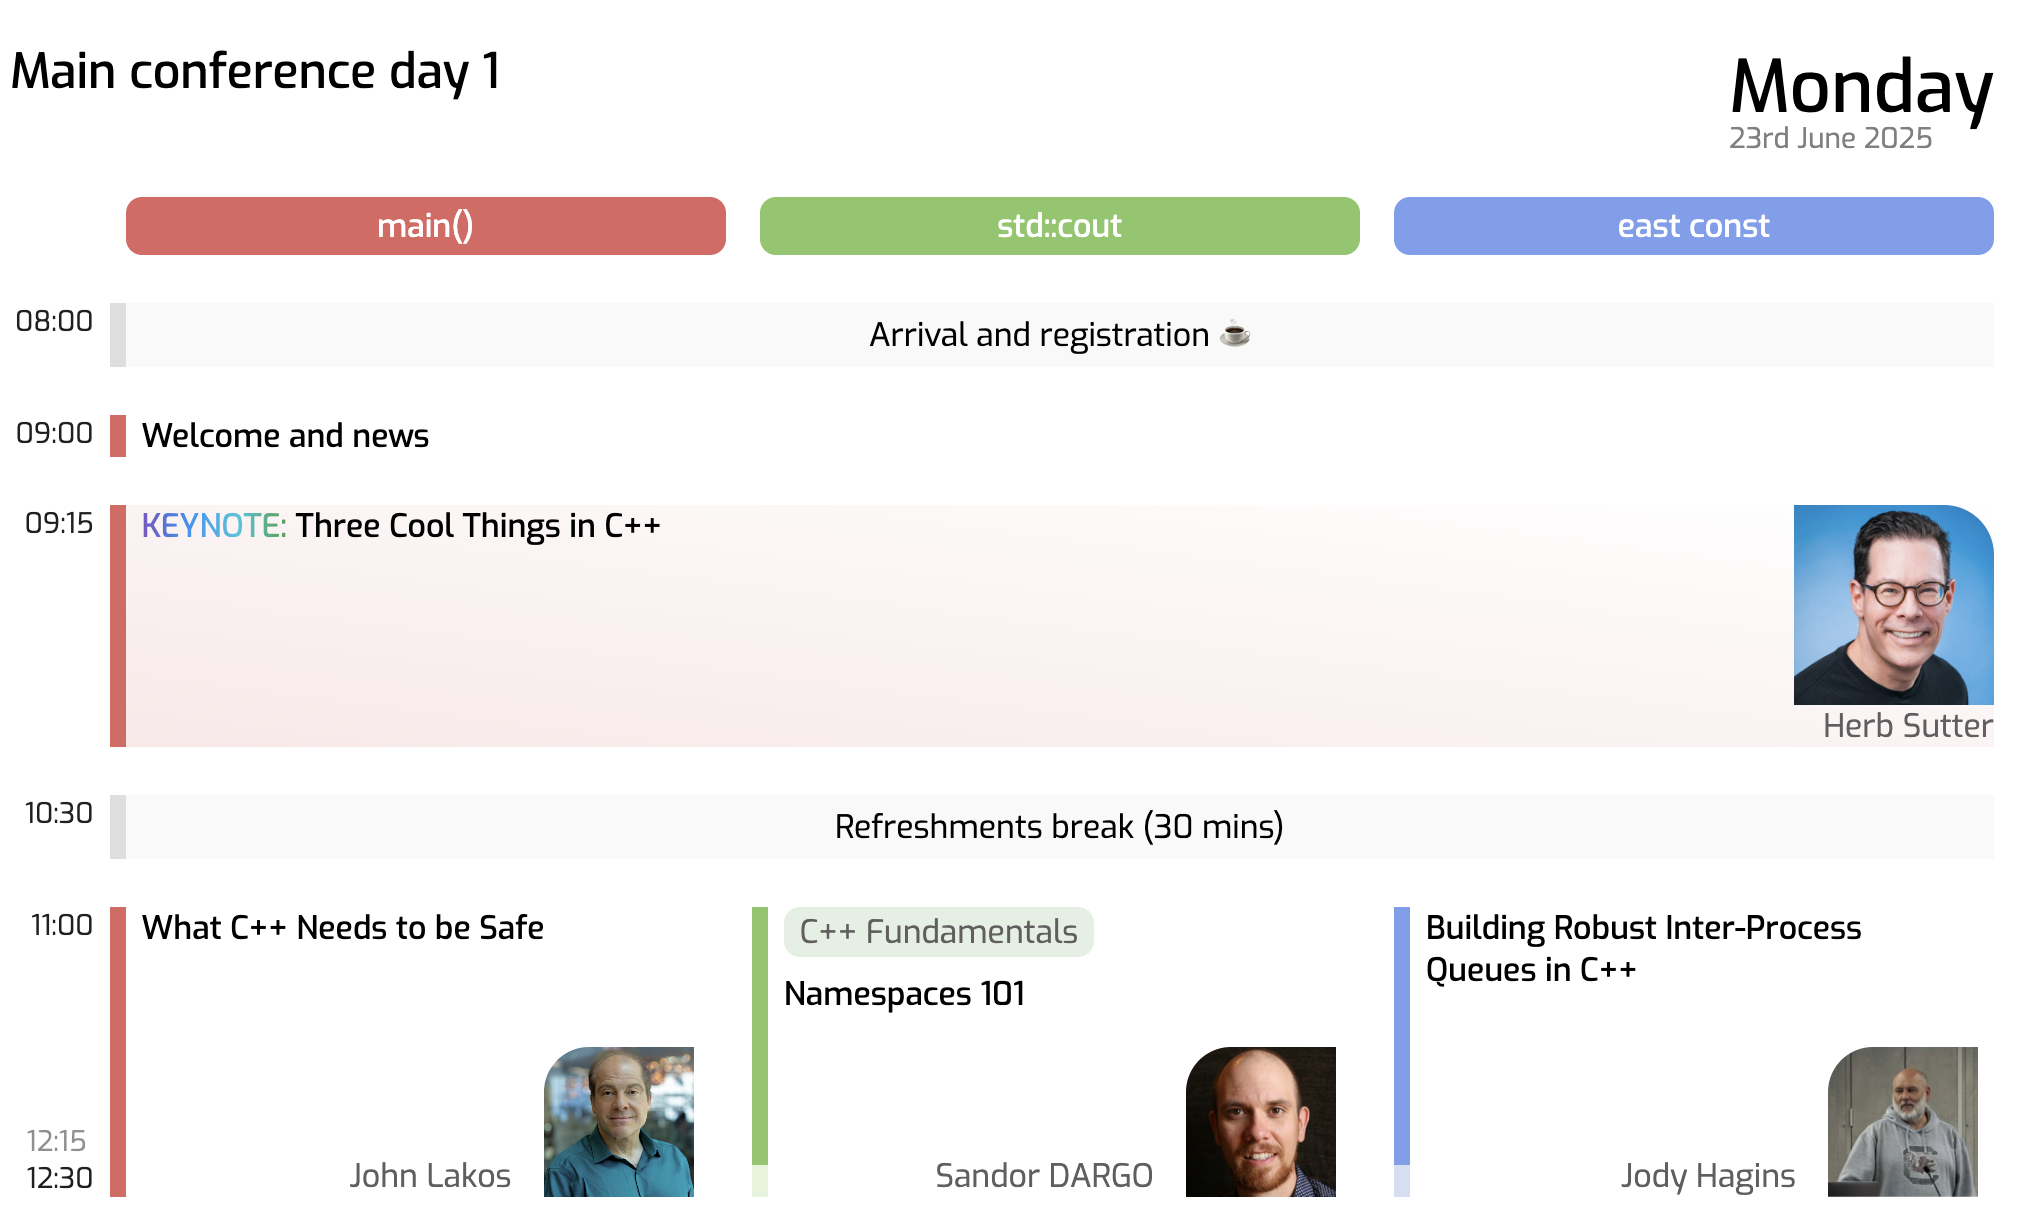 Main conference day 1
Monday
23rd June 2025
main()
std::cout
east const
08:00
Arrival and registration ☕
09:00
Welcome and news
09:15
KEYNOTE: Three Cool Things in C++
Herb Sutter
10:30
Refreshments break (30 mins)
11:00
What C++ Needs to be Safe
John Lakos
C++ Fundamentals
Namespaces 101
Sandor DARGO
Building Robust Inter-Process
Queues in C++
Jody Hagins
12:15
12:30